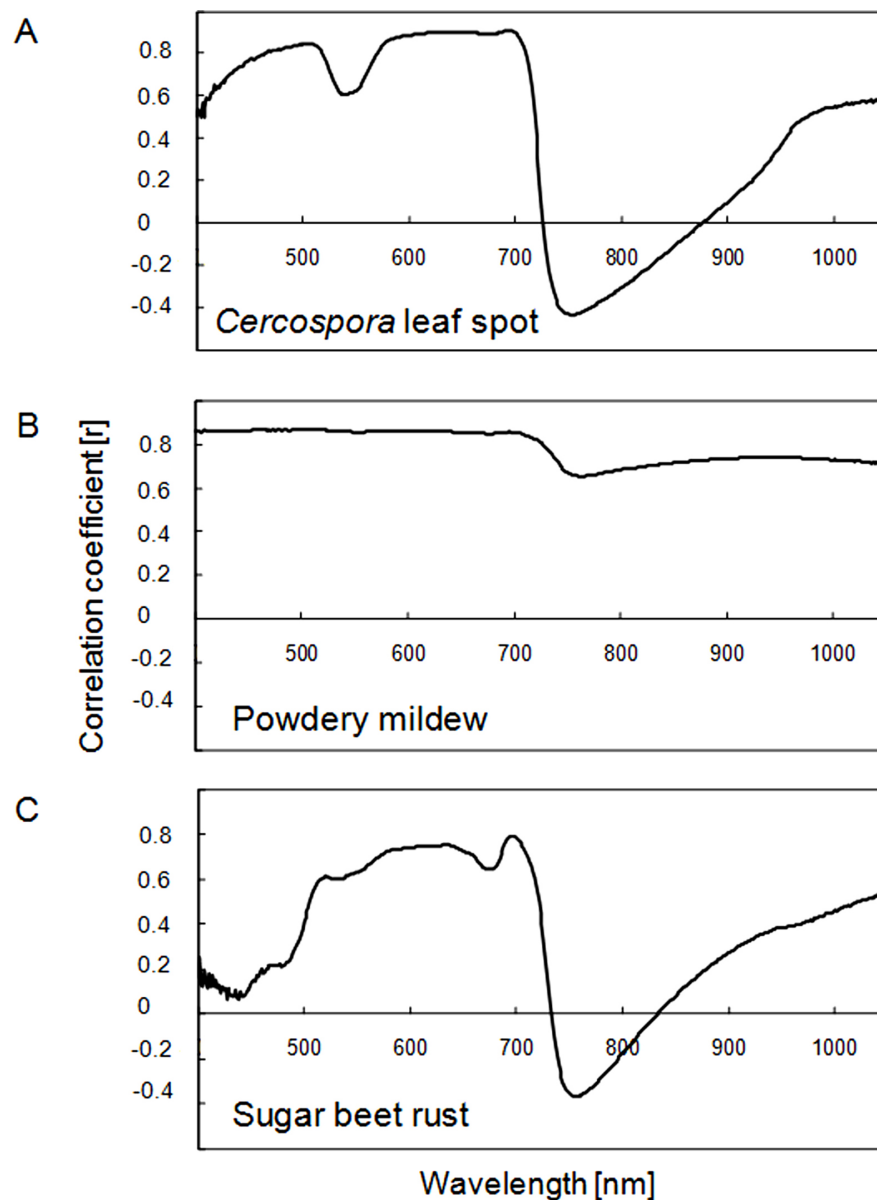 A
0.8
0.6
0.4
0.2
0
-0.2
-0.4
500 600 700 800 900 1000
Cercospora leaf spot
B
0.8
0.6
0.4
0.2
0
-0.2
-0.4
500 600 700 800 900 1000
Powdery mildew
Correlation coefficient [r]
C
0.8
0.6
0.4
0.2
0
-0.2
-0.4
500 600 700 800 900 1000
Sugar beet rust
Wavelength [nm]